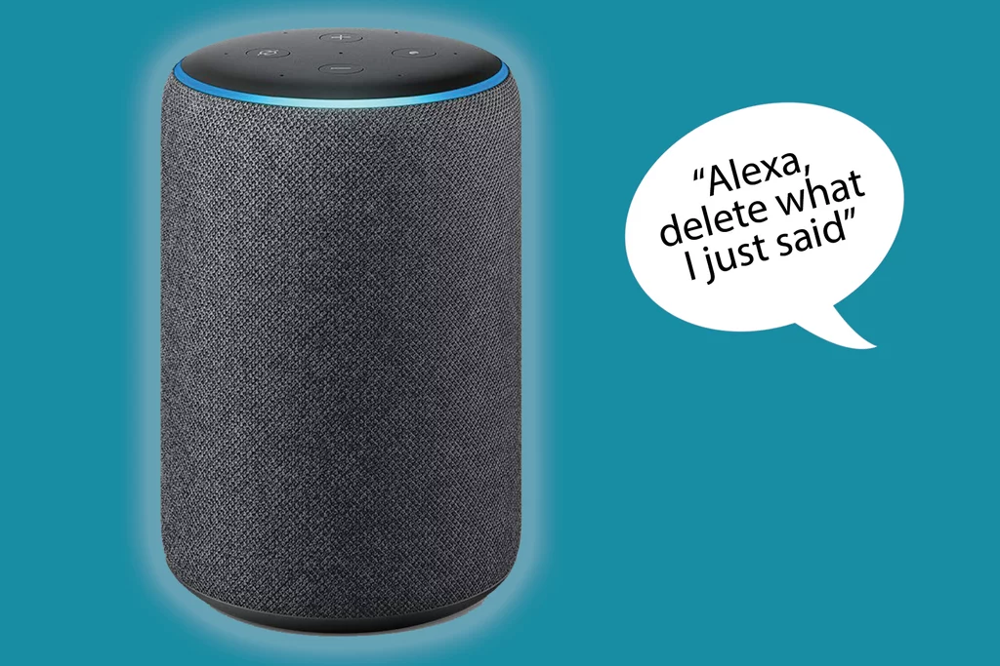 “Alexa,
delete what
I just said”